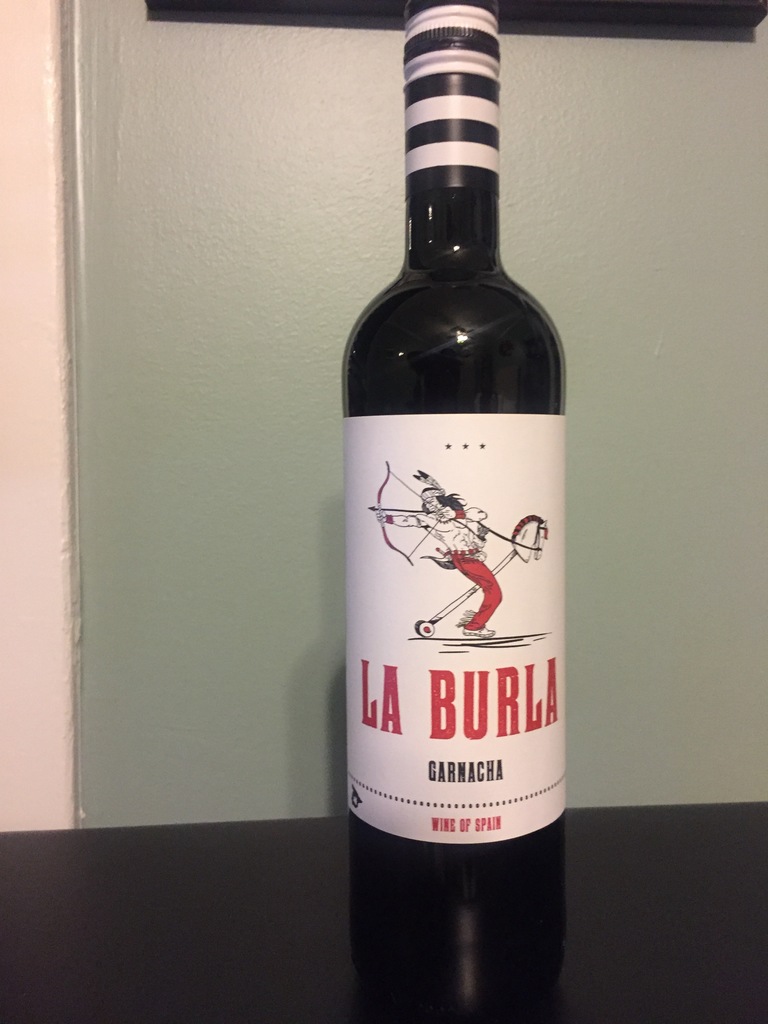 LA BURLA
GARNACHA
WINE OF SPAIN